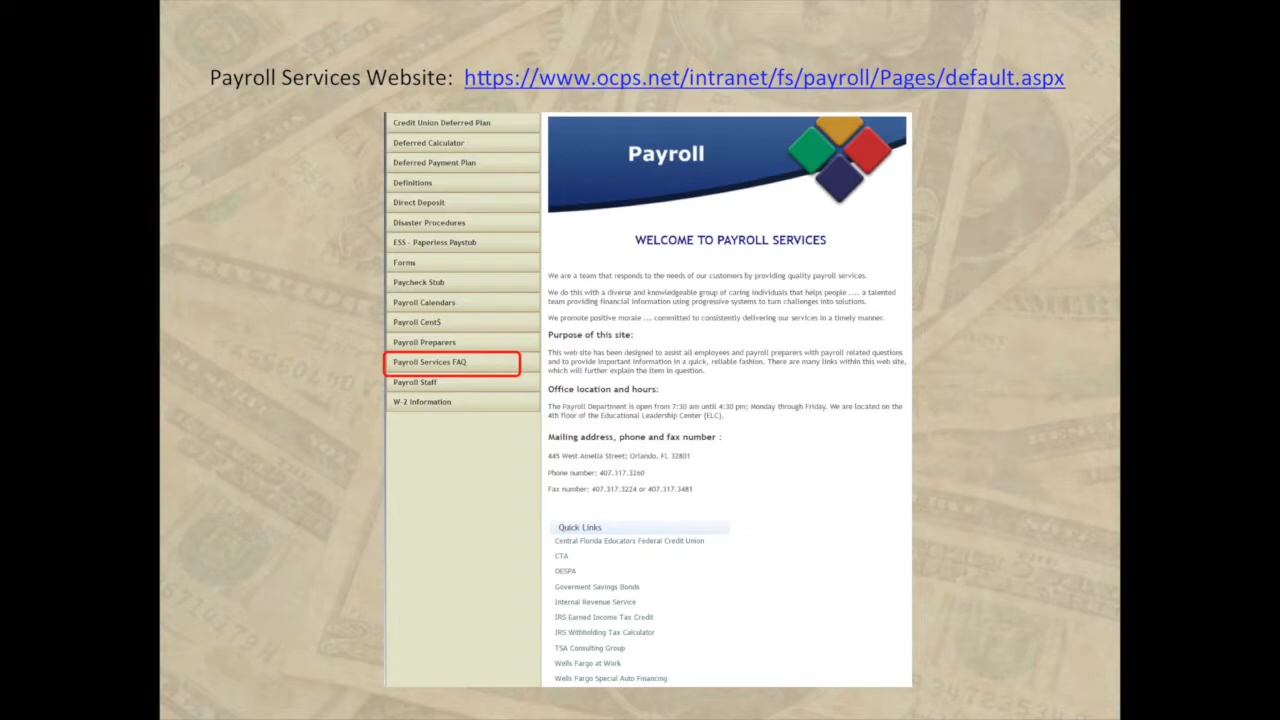 Payroll Services Website: https://www.ocps.net/intranet/fs/payroll/Pages/default.aspx
Credit Union Deferred Plan
Deferred Calculator
Deferred Payment Plan
Definitions
Direct Deposit
Disaster Procedures
ESS - Paperless Paystub
Forms
Paycheck Stub
Payroll Calendars
Payroll Cent$
Payroll Preparers
Payroll Services FAQ
Payroll Staff
W-2 Information
Payroll
WELCOME TO PAYROLL SERVICES
We are a team that responds to the needs of our customers by providing quality payroll services.
We do this with a diverse and knowledgeable group of caring individuals that helps people .... a talented
team providing financial information using progressive systems to turn challenges into solutions.
We promote positive morale ... committed to consistently delivering our services in a timely manner.
Purpose of this site:
This web site has been designed to assist all employees and payroll preparers with payroll related questions
and to provide important information in a quick, reliable fashion. There are many links within this web site,
which will further explain the item in question.
Office location and hours:
The Payroll Department is open from 7:30 am until 4:30 pm; Monday through Friday. We are located on the
4th floor of the Educational Leadership Center (ELC).
Mailing address, phone and fax number :
445 West Amelia Street; Orlando, FL 32801
Phone number: 407.317.3260
Fax number: 407.317.3224 or 407.317.3481
Quick Links
Central Florida Educators Federal Credit Union
CTA
OESPA
Goverment Savings Bonds
Internal Revenue Service
IRS Earned Income Tax Credit
IRS Withholding Tax Calculator
TSA Consulting Group
Wells Fargo at Work
Wells Fargo Special Auto Financing